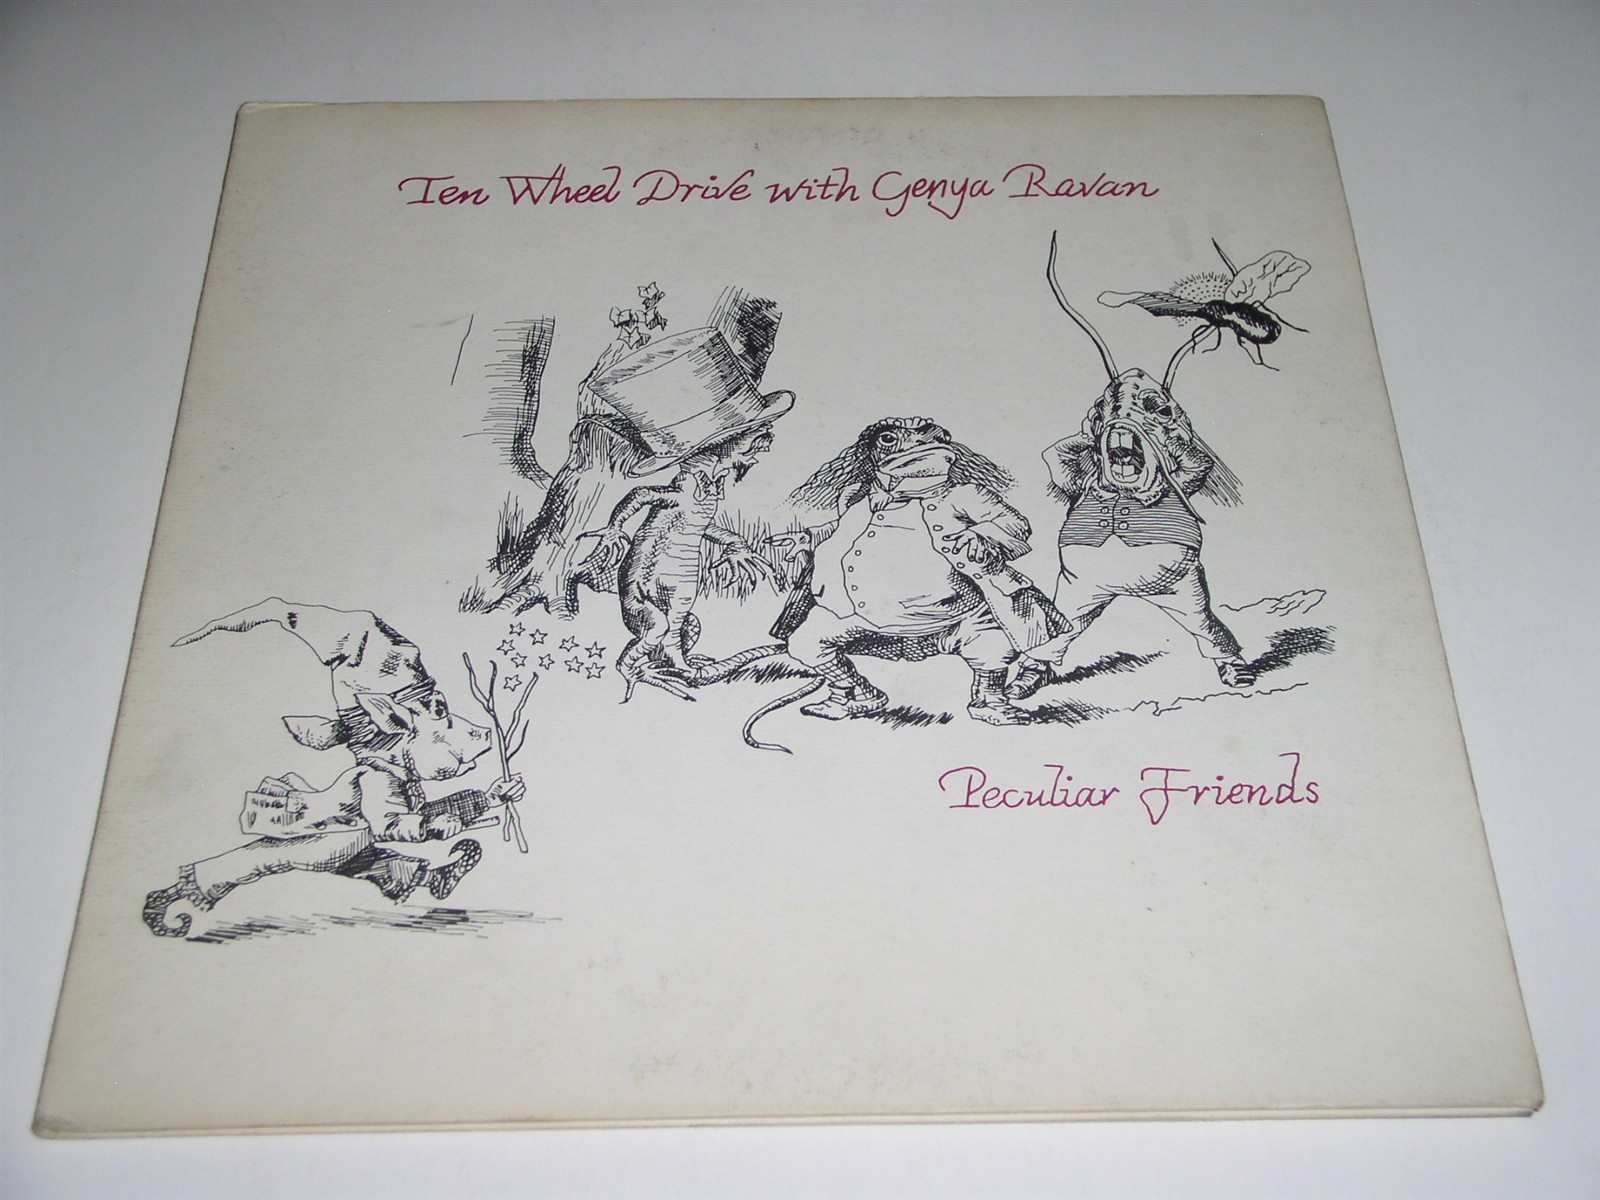 Ten Wheel Drive with Genya Ravan
Peculiar Friends